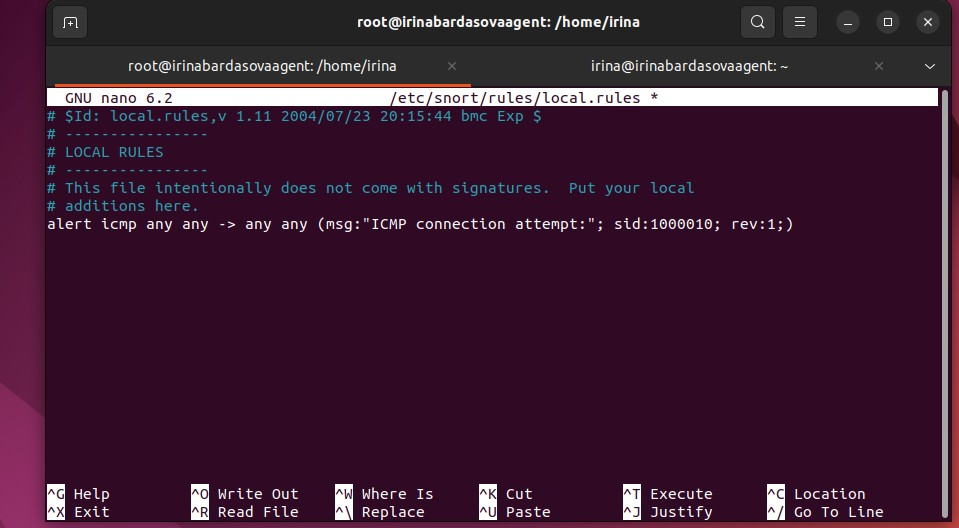 root@irinabardasovaagent: /home/irina
root@irinabardasovaagent: /home/irina
irina@irinabardasovaagent: ~
GNU nano 6.2 /etc/snort/rules/local.rules *
# $Id: local.rules,v 1.11 2004/07/23 20:15:44 bmc Exp $
# ----------------
# LOCAL RULES
# ----------------
# This file intentionally does not come with signatures.  Put your local
# additions here.
alert icmp any any -> any any (msg:"ICMP connection attempt:"; sid:1000010; rev:1;)
^G Help ^O Write Out ^W Where Is ^K Cut ^T Execute ^C Location
^X Exit ^R Read File ^\ Replace ^U Paste ^J Justify ^/ Go To Line